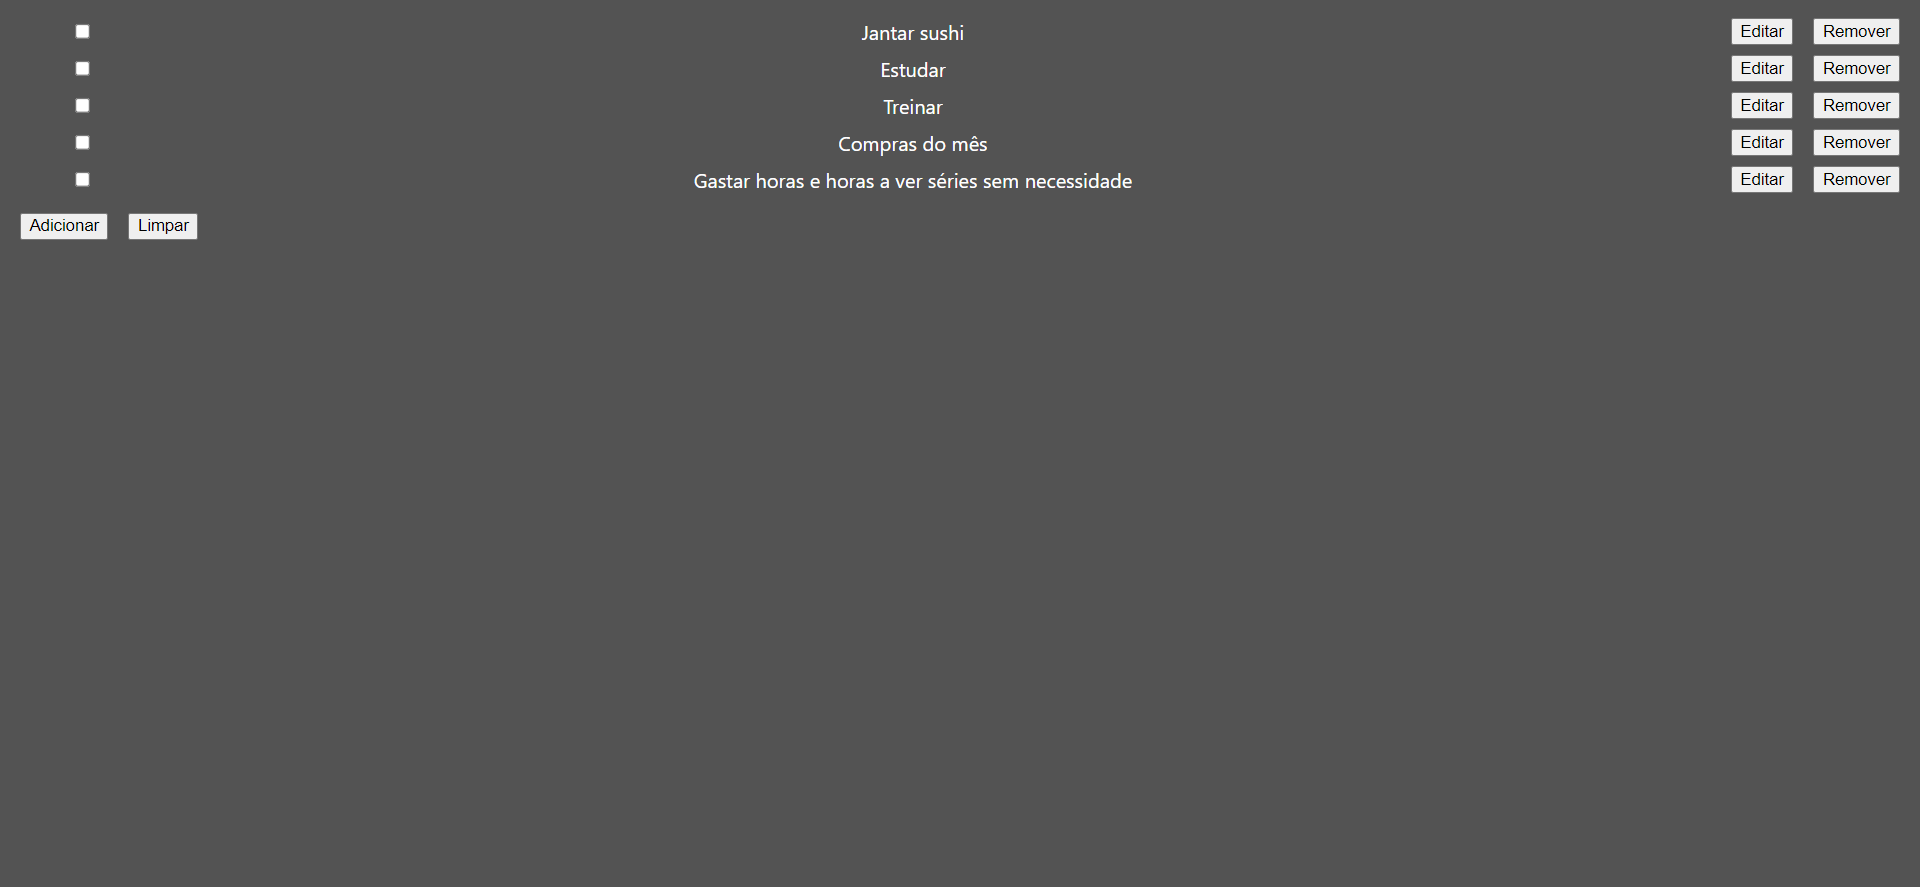 Jantar sushi Editar Remover
Estudar Editar Remover
Treinar Editar Remover
Compras do mês Editar Remover
Gastar horas e horas a ver séries sem necessidade Editar Remover
Adicionar Limpar